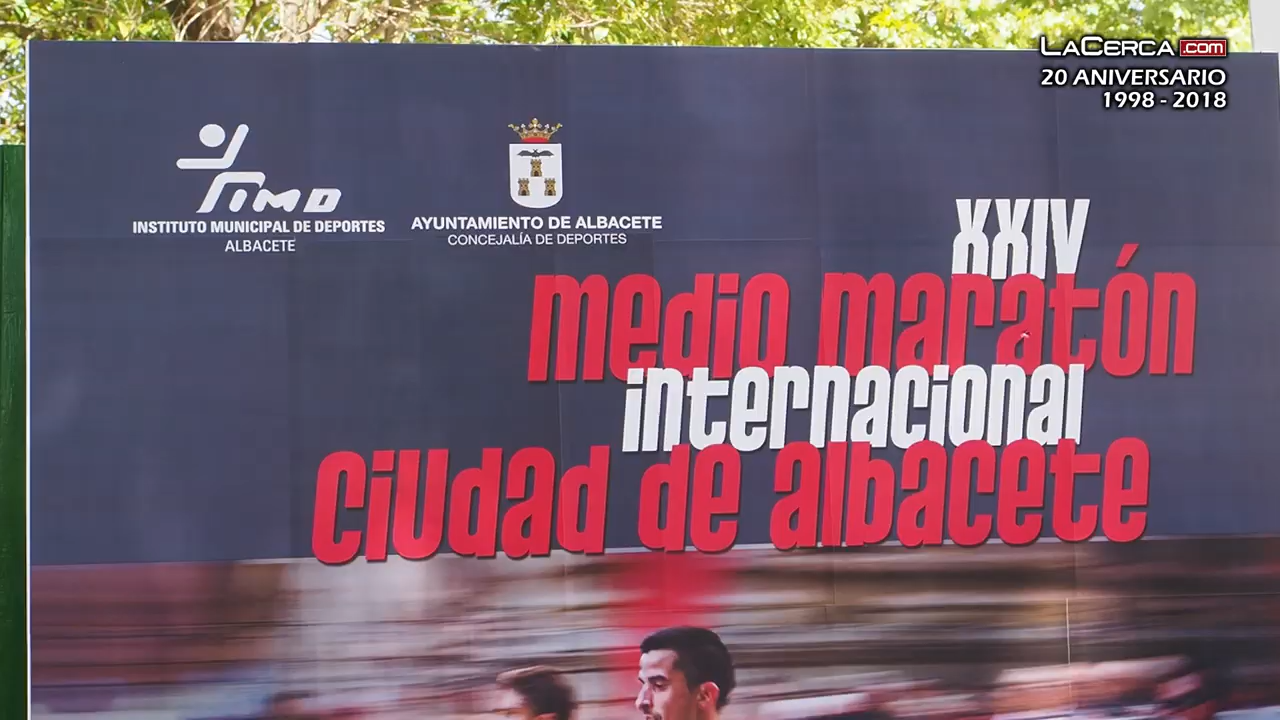 LACERCA.COM
20 ANIVERSARIO
1998 - 2018
IMD
INSTITUTO MUNICIPAL DE DEPORTES
ALBACETE
AYUNTAMIENTO DE ALBACETE
CONCEJALÍA DE DEPORTES
XXIV
medio maratón
internacional
ciudad de albacete